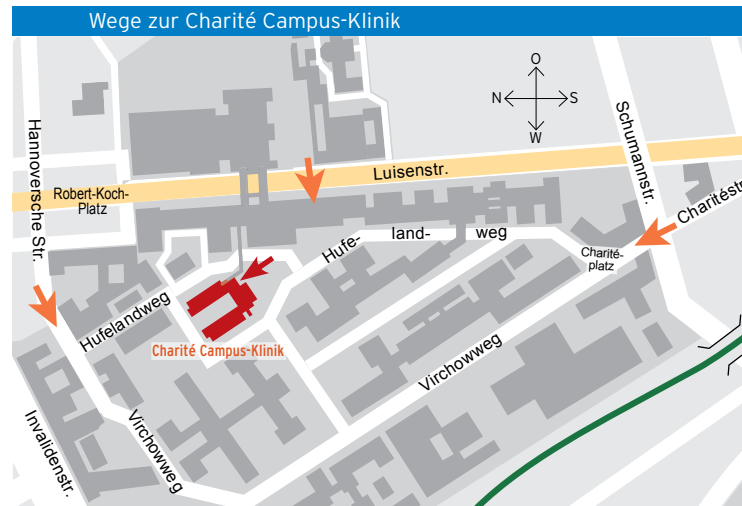 Wege zur Charité Campus-Klinik
O
N
S
W
Hannoversche Str.
Schumannstr.
Luisenstr.
Robert-Koch-
Platz
Charitéstr
Hufe-
land-
weg
Charité-
platz
Hufelandweg
Charité Campus-Klinik
Virchowweg
Virchowweg
Invalidenstr.